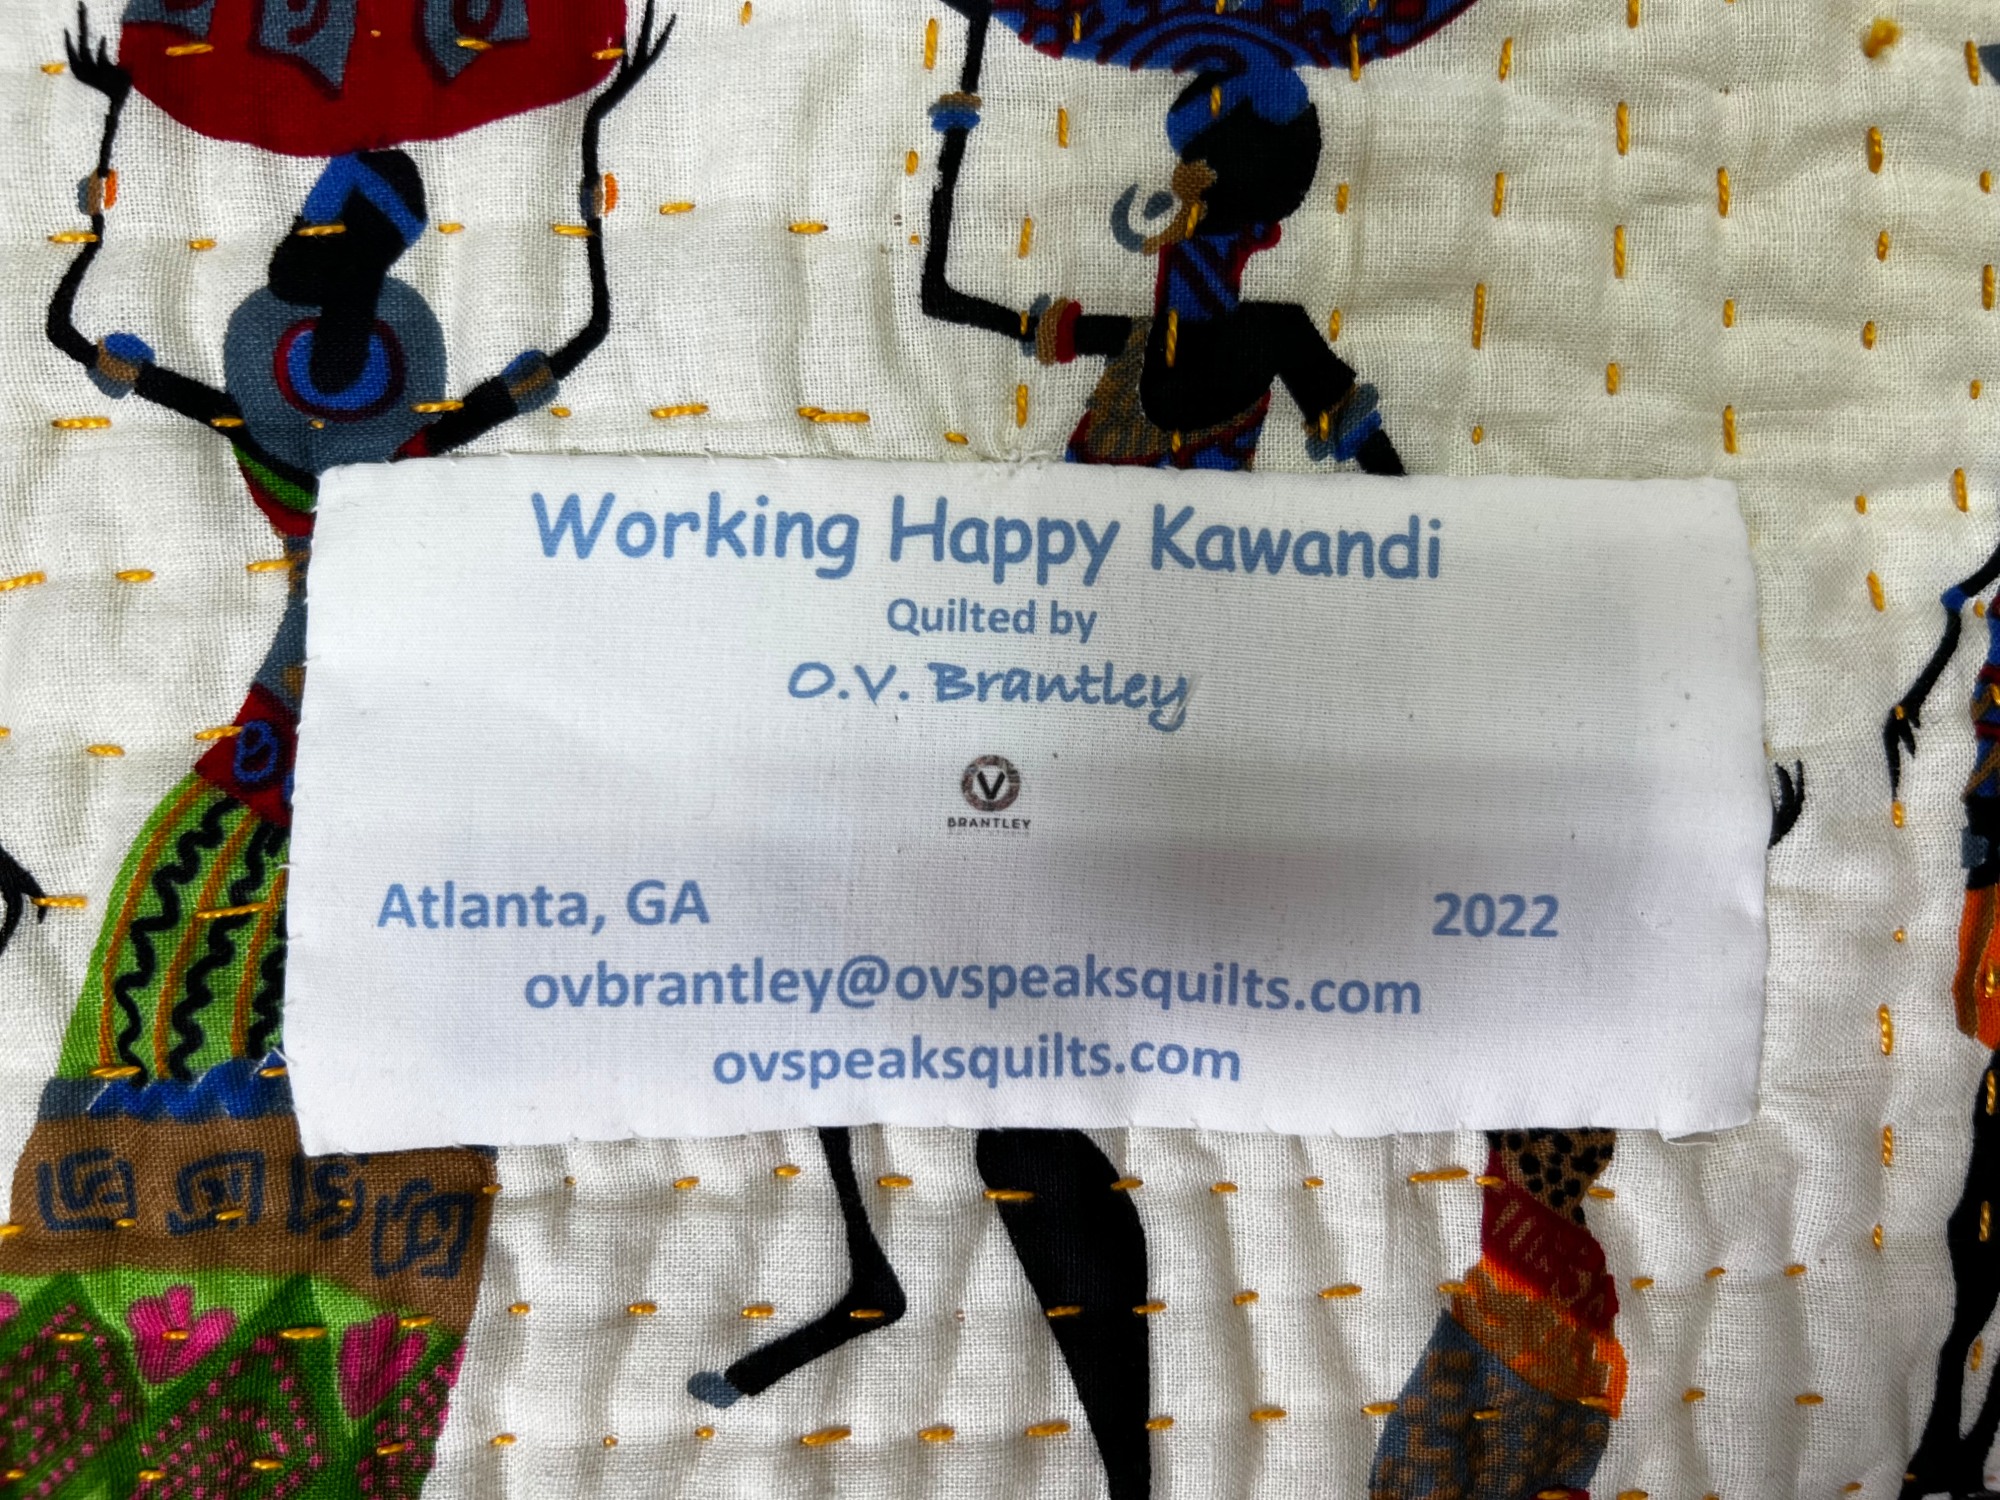 Working Happy Kawandi
Quilted by
O.V. Brantley
V
BRANTLEY
Atlanta, GA 2022
ovbrantley@ovspeaksquilts.com
ovspeaksquilts.com